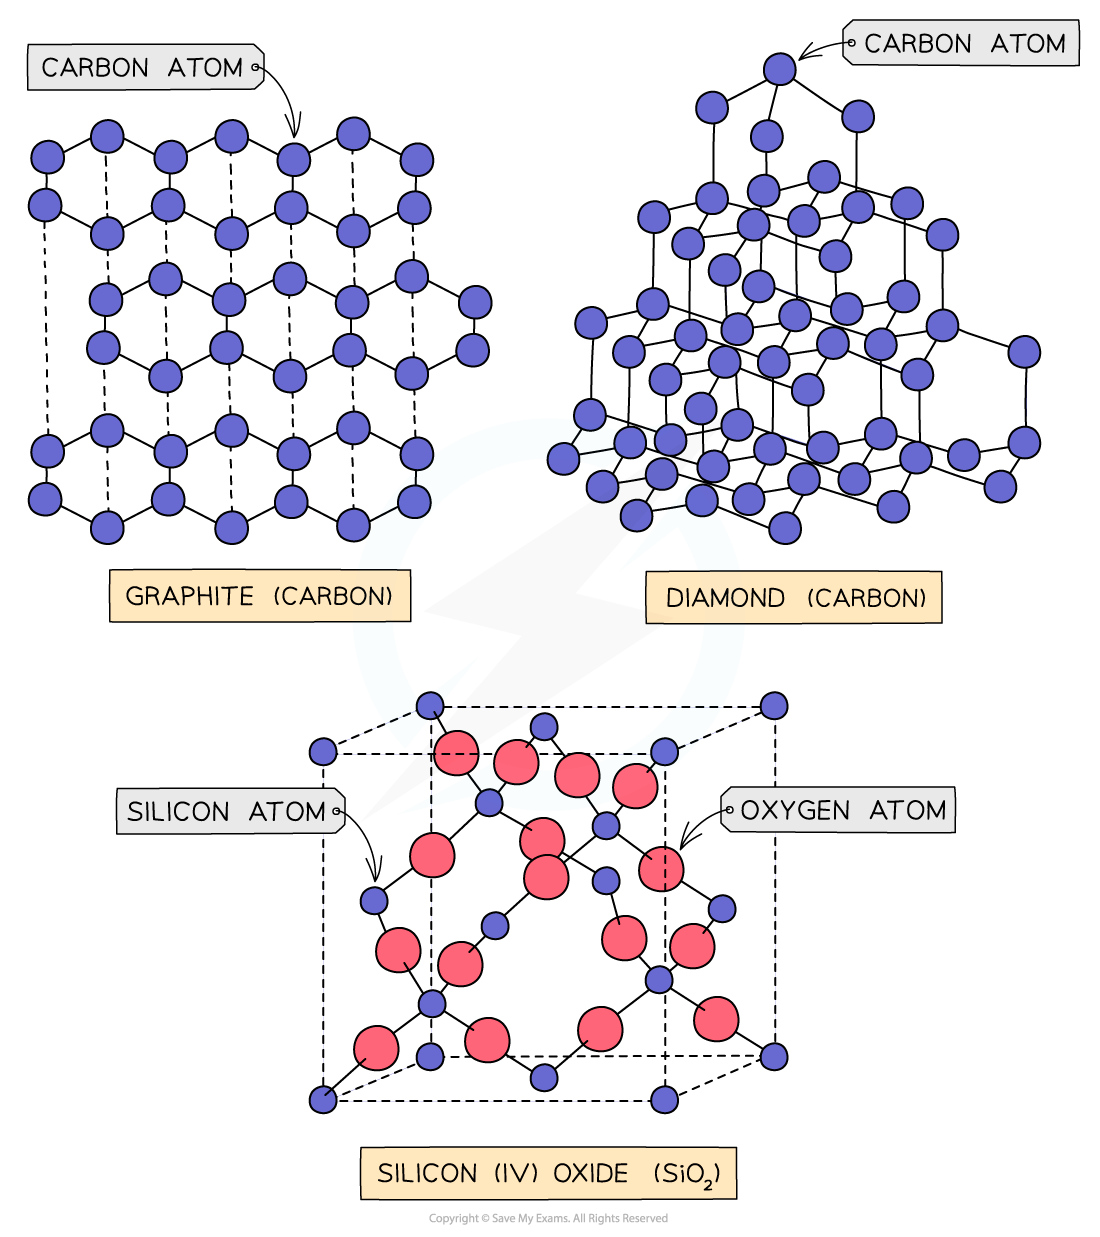 CARBON ATOM
CARBON ATOM
GRAPHITE (CARBON)
DIAMOND (CARBON)
SILICON ATOM
OXYGEN ATOM
SILICON (IV) OXIDE (SiO₂)
Copyright © Save My Exams. All Rights Reserved